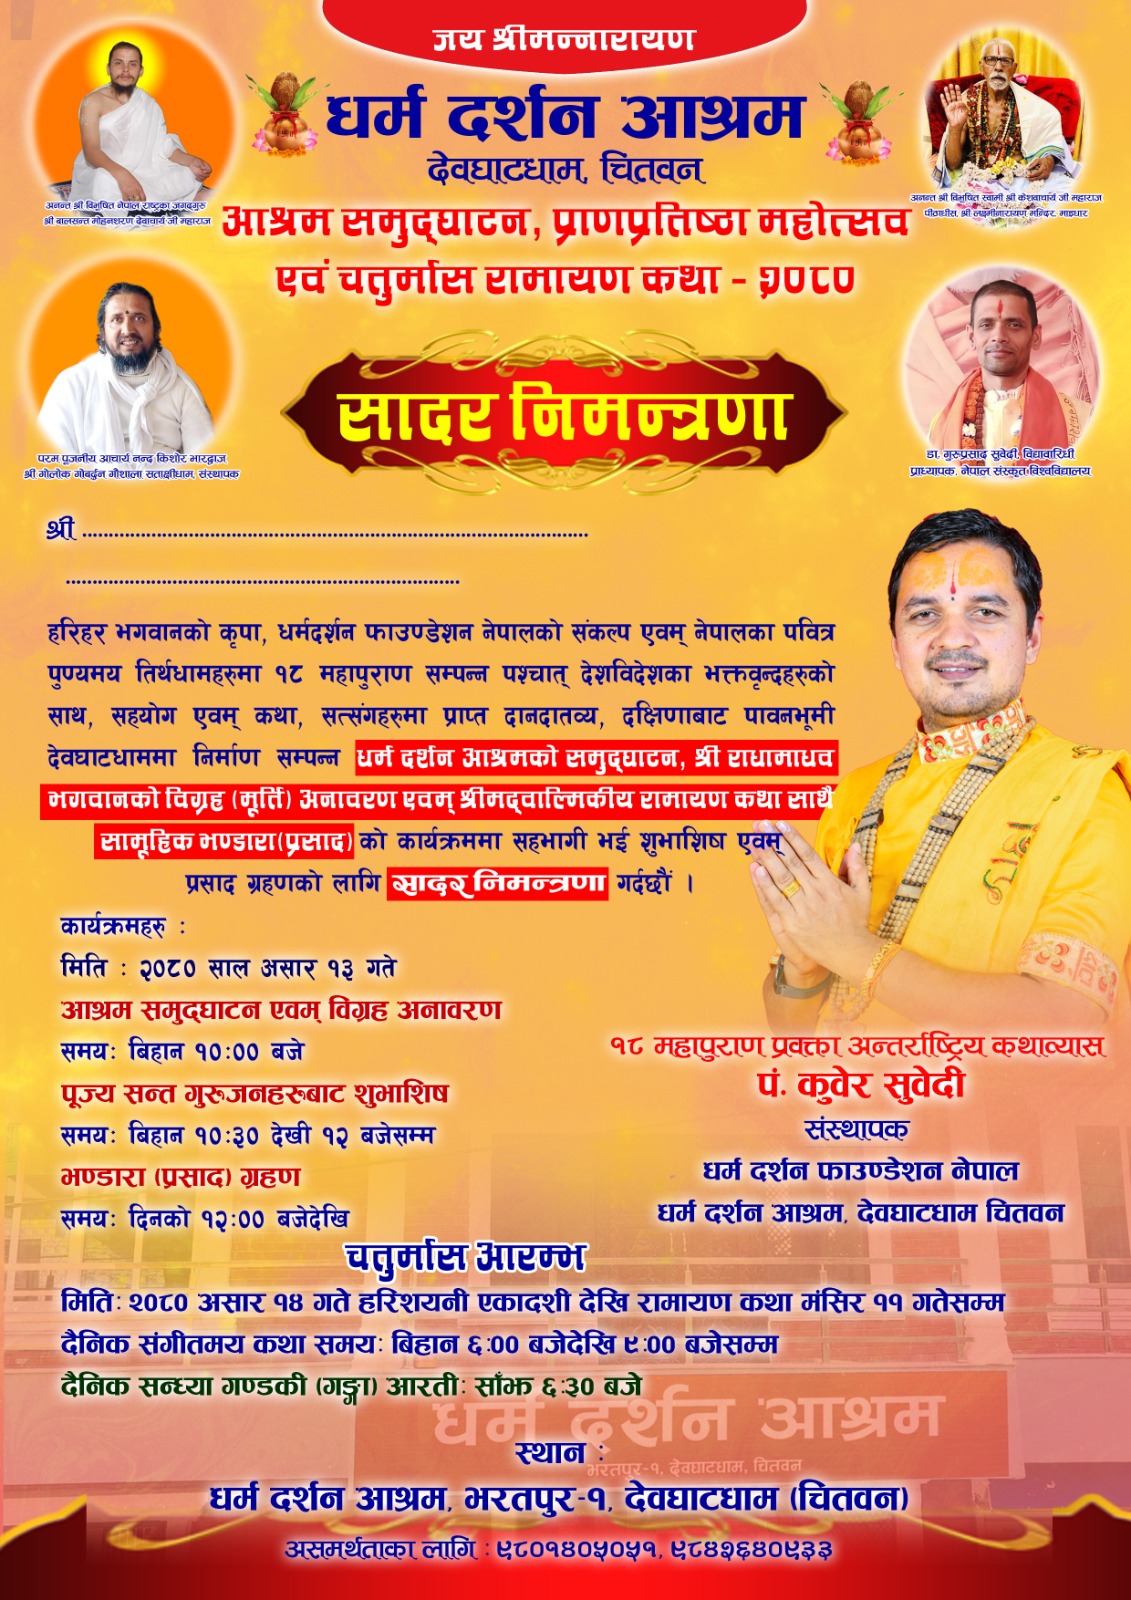 जय श्रीमन्नारायण
धर्म दर्शन आश्रम
देवघाटधाम, चितवन
आश्रम समुद्घाटन, प्राणप्रतिष्ठा महोत्सव
एवं चतुर्मास रामायण कथा - २०८०
अनन्त श्री विभुषित नेपाल राष्ट्रका जगद्गुरु
श्री बालसन्त मोहनशरण देवाचार्य जी महाराज
अनन्त श्री विभुषित स्वामी श्री केशवाचार्य जी महाराज
पीठाधीस, श्री लक्ष्मीनारायण मन्दिर, माझधार
सादर निमन्त्रणा
परम पूजनीय आचार्य नन्द किशोर भारद्वाज
श्री गोलोक गोबर्द्धन गौशाला सताक्षीधाम, संस्थापक
डा. गुरुप्रसाद सुवेदी, विद्यावारिधी
प्राध्यापक, नेपाल संस्कृत विश्वविद्यालय
श्री ................................................................................................
...........................................................................
हरिहर भगवानको कृपा, धर्मदर्शन फाउण्डेशन नेपालको संकल्प एवम् नेपालका पवित्र
पुण्यमय तिर्थधामहरुमा १८ महापुराण सम्पन्न पश्चात् देशविदेशका भक्तवृन्दहरुको
साथ, सहयोग एवम् कथा, सत्संगहरुमा प्राप्त दानदातव्य, दक्षिणाबाट पावनभूमी
देवघाटधाममा निर्माण सम्पन्न धर्म दर्शन आश्रमको समुद्घाटन, श्री राधामाधव
भगवानको विग्रह (मूर्ति) अनावरण एवम् श्रीमद्वाल्मिकीय रामायण कथा साथै
सामूहिक भण्डारा(प्रसाद) को कार्यक्रममा सहभागी भई शुभाशिष एवम्
प्रसाद ग्रहणको लागि सादर निमन्त्रणा गर्दछौं ।
कार्यक्रमहरु :
मिति : २०८० साल असार १३ गते
आश्रम समुद्घाटन एवम् विग्रह अनावरण
समय: बिहान १०:०० बजे
पूज्य सन्त गुरुजनहरुबाट शुभाशिष
समय: बिहान १०:३० देखी १२ बजेसम्म
भण्डारा (प्रसाद) ग्रहण
समय: दिनको १२:०० बजेदेखि
१८ महापुराण प्रवक्ता अन्तर्राष्ट्रिय कथाव्यास
पं. कुवेर सुवेदी
संस्थापक
धर्म दर्शन फाउण्डेशन नेपाल
धर्म दर्शन आश्रम, देवघाटधाम चितवन
चतुर्मास आरम्भ
मिति: २०८० असार १४ गते हरिशयनी एकादशी देखि रामायण कथा मंसिर ११ गतेसम्म
दैनिक संगीतमय कथा समय: बिहान ६:०० बजेदेखि ९:०० बजेसम्म
दैनिक सन्ध्या गण्डकी (गङ्गा) आरती: साँझ ६:३० बजे
धर्म दर्शन आश्रम
भरतपुर-१, देवघाटधाम, चितवन
स्थान :
धर्म दर्शन आश्रम, भरतपुर-१, देवघाटधाम (चितवन)
असमर्थताका लागि : ९८०१४०५०५१, ९८४२६४०९३३